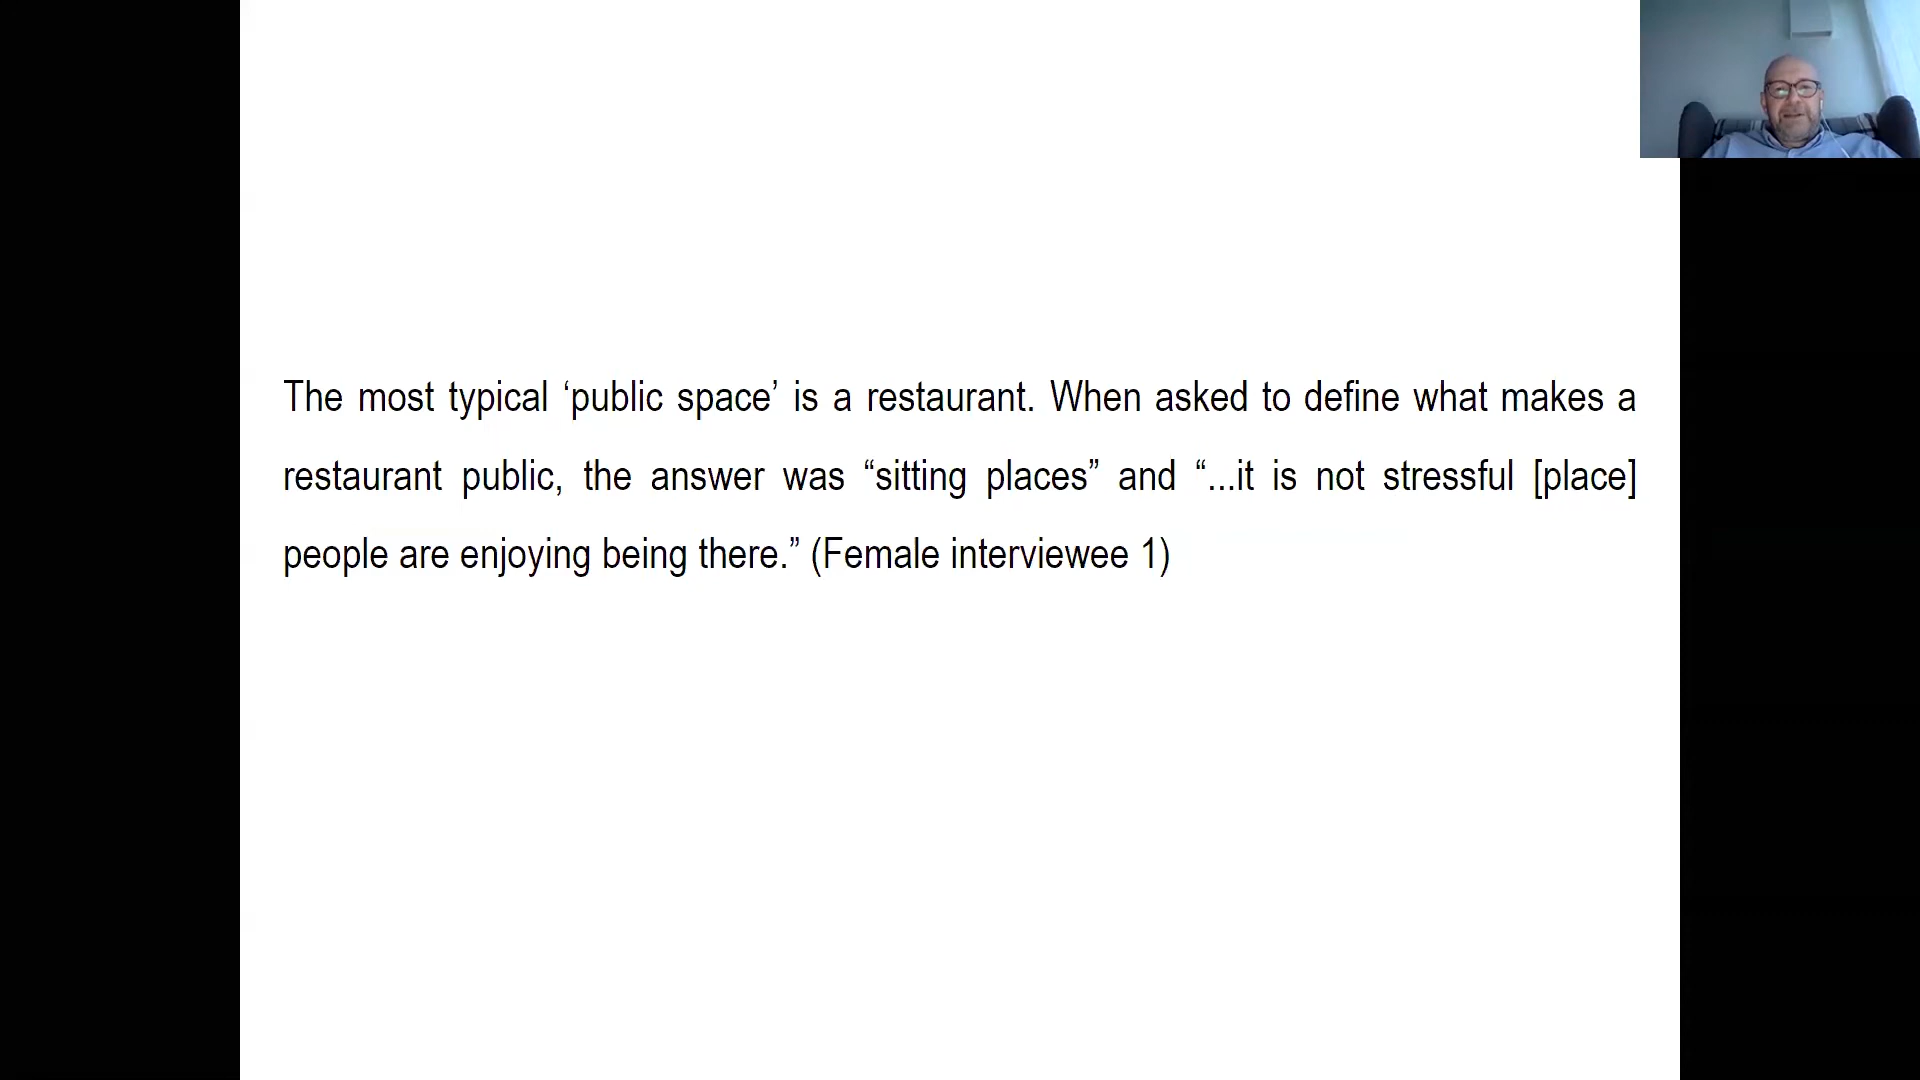 The most typical ‘public space’ is a restaurant. When asked to define what makes a
restaurant public, the answer was “sitting places” and “...it is not stressful [place]
people are enjoying being there.” (Female interviewee 1)